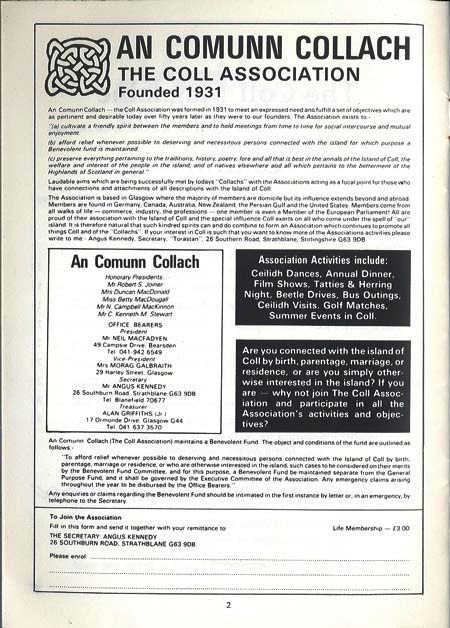 AN COMUNN COLLACH
THE COLL ASSOCIATION
Founded 1931
An Comunn Collach — the Coll Association was formed in 1931 to meet an expressed need and fulfill a set of objectives which are
as pertinent and desirable today over fifty years later as they were to our founders. The Association exists to -
"(a) cultivate a friendly spirit between the members and to hold meetings from time to time for social intercourse and mutual
enjoyment.
(b) afford relief whenever possible to deserving and necessitous persons connected with the island for which purpose a
Benevolent fund is maintained.
(c) preserve everything pertaining to the traditions, history, poetry, lore and all that is best in the annals of the Island of Coll, the
welfare and interest of the people in the island, and of natives elsewhere and all which pertains to the betterment of the
Highlands of Scotland in general."
Laudable aims which are being successfully met by todays "Collachs" with the Associations acting as a focal point for those who
have connections and attachments of all descriptions with the Island of Coll.
The Association is based in Glasgow where the majority of members are domicile but its influence extends beyond and abroad.
Members are found in Germany, Canada, Australia, New Zealand, the Persian Gulf and the United States. Members come from
all walks of life — commerce, industry, the professions — one member is even a Member of the European Parliament! All are
proud of their association with the Island of Coll and the special influence Coll exerts on all who come under the spell of "our"
island. It is therefore natural that such kindred spirits can and do combine to form an Association which continues to promote all
things Coll and of the "Collachs". If your interest in Coll is such that you want to know more of the Associations activities please
write to me - Angus Kennedy, Secretary, "Torastan", 26 Southern Road, Strathblane, Stirlingshire G63 9DB.
An Comunn Collach
Honorary Presidents.
Mr Robert S. Joiner
Mrs Duncan MacDonald
Miss Betty MacDougall
Mr N. Campbell MacKinnon
Mr C. Kenneth M. Stewart
OFFICE BEARERS
President
Mr NEIL MACFADYEN
49 Campsie Drive, Bearsden
Tel 041-942 6549
Vice-President
Mrs MORAG GALBRAITH
29 Harley Street, Glasgow
Secretary
Mr ANGUS KENNEDY
26 Southburn Road, Strathblane G63 9DB
Tel Blanefield 70677
Treasurer
ALAN GRIFFITHS (Jr.)
17 Ormonde Drive, Glasgow G44
Tel 041 637 3570
Association Activities include:
Ceilidh Dances, Annual Dinner,
Film Shows, Tatties & Herring
Night, Beetle Drives, Bus Outings,
Ceilidh Visits, Golf Matches,
Summer Events in Coll.
Are you connected with the island of
Coll by birth, parentage, marriage, or
residence, or are you simply other-
wise interested in the island? If you
are — why not join The Coll Assoc-
iation and participate in all the
Association's activities and objec-
tives?
An Comunn Collach (The Coll Association) maintains a Benevolent Fund. The object and conditions of the fund are outlined as
follows:-
"To afford relief whenever possible to deserving and necessitous persons connected with the Island of Coll by birth,
parentage, marriage or residence, or who are otherwise interested in the island, such cases to be considered on their merits
by the Benevolent Fund Committee, and for this purpose, a Benevolent Fund be maintained separate from the General
Purpose Fund, and it shall be governed by the Executive Committee of the Association. Any emergency claims arising
throughout the year to be disbursed by the Office Bearers."
Any enquiries or claims regarding the Benevolent Fund should be intimated in the first instance by letter or, in an emergency, by
telephone to the Secretary.
To Join the Association
Fill in this form and send it together with your remittance to:
Life Membership — £3.00
THE SECRETARY: ANGUS KENNEDY
26 SOUTHBURN ROAD, STRATHBLANE G63 9DB.
Please enrol
2